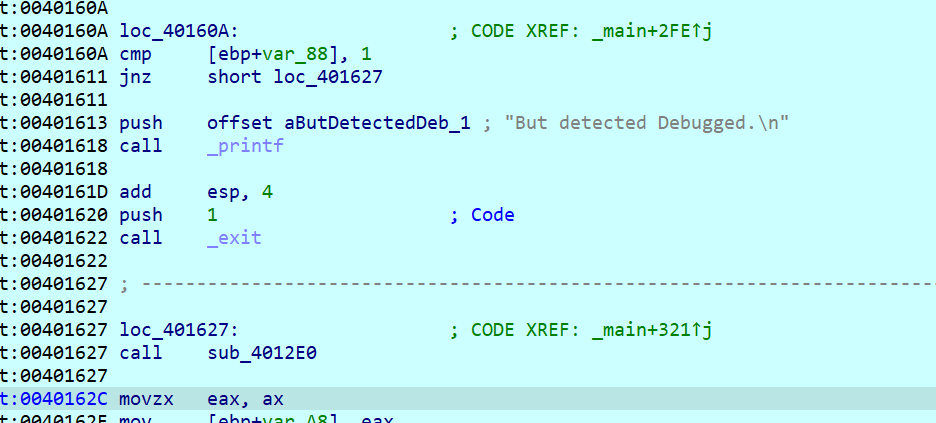 t:0040160A
t:0040160A loc_40160A: ; CODE XREF: _main+2FE↑j
t:0040160A cmp [ebp+var_88], 1
t:00401611 jnz short loc_401627
t:00401611
t:00401613 push offset aButDetectedDeb_1 ; "But detected Debugged.\n"
t:00401618 call _printf
t:00401618
t:0040161D add esp, 4
t:00401620 push 1 ; Code
t:00401622 call _exit
t:00401622
t:00401627 ; ---------------------------------------------------------------------------
t:00401627
t:00401627 loc_401627: ; CODE XREF: _main+321↑j
t:00401627 call sub_4012E0
t:00401627
t:0040162C movzx eax, ax
t:0040162F mov [ebp+var_A8], eax